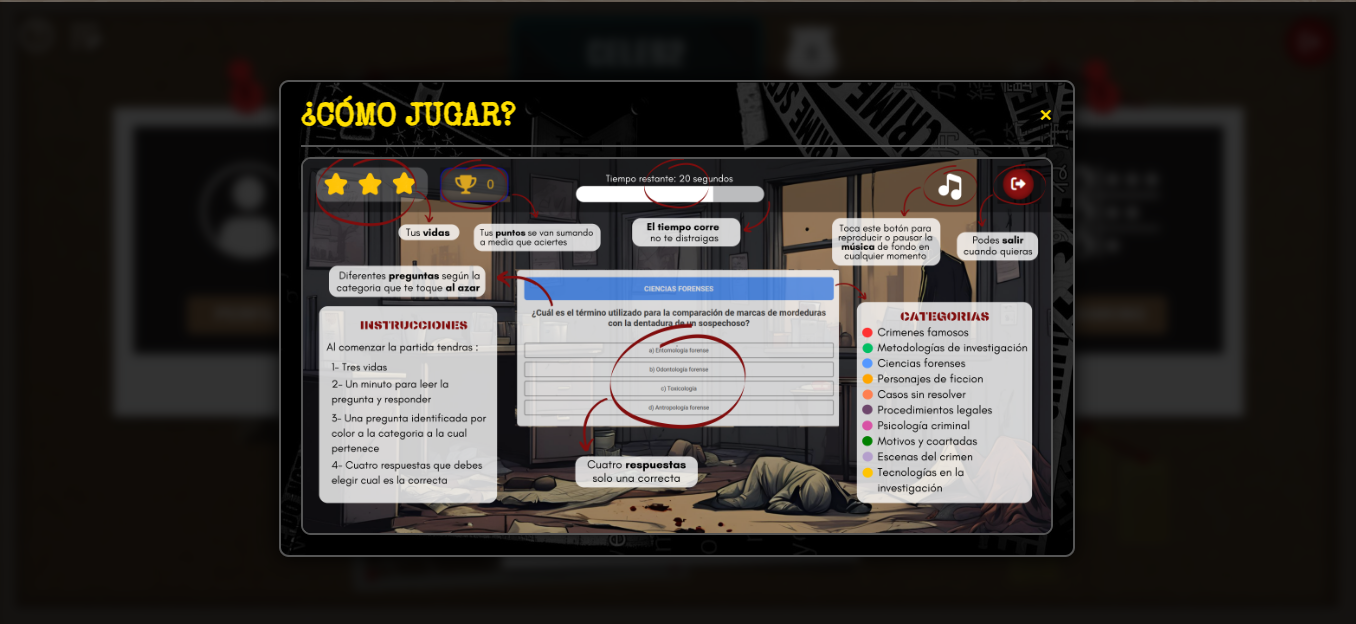 ¿CÓMO JUGAR?
×
0
Tiempo restante: 20 segundos
Tus vidas
Tus puntos se van sumando
a media que aciertes
El tiempo corre
no te distraigas
Toca este botón para
reproducir o pausar la
música de fondo en
cualquier momento
Podes salir
cuando quieras
Diferentes preguntas según la
categoria que te toque al azar
CIENCIAS FORENSES
¿Cuál es el término utilizado para la comparación de marcas de mordeduras
con la dentadura de un sospechoso?
a) Entomología forense
b) Odontología forense
c) Toxicología
d) Antropología forense
Cuatro respuestas
solo una correcta
INSTRUCCIONES
Al comenzar la partida tendras :
1- Tres vidas
2- Un minuto para leer la
pregunta y responder
3- Una pregunta identificada por
color a la categoria a la cual
pertenece
4- Cuatro respuestas que debes
elegir cual es la correcta
CATEGORIAS
Crimenes famosos
Metodologías de investigación
Ciencias forenses
Personajes de ficcion
Casos sin resolver
Procedimientos legales
Psicología criminal
Motivos y coartadas
Escenas del crimen
Tecnologías en la
investigación